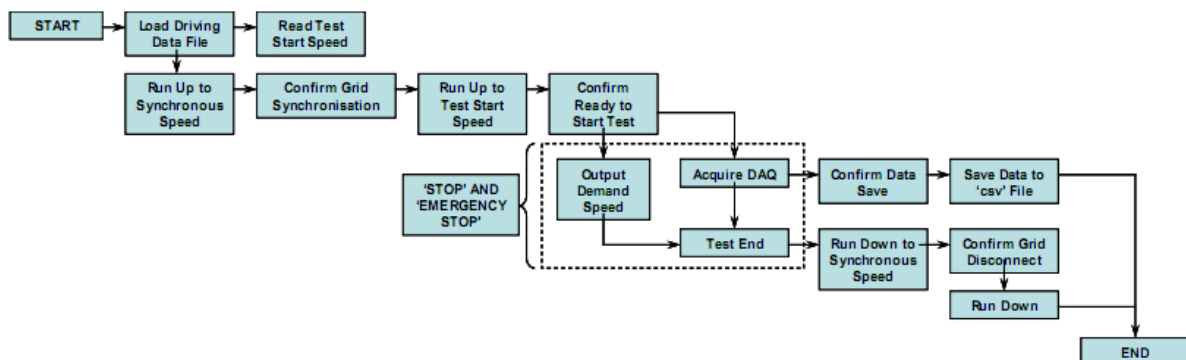 START
Load Driving
Data File
Read Test
Start Speed
Run Up to
Synchronous
Speed
Confirm Grid
Synchronisation
Run Up to
Test Start
Speed
Confirm
Ready to
Start Test
'STOP' AND
'EMERGENCY
STOP'
Output
Demand
Speed
Acquire DAQ
Confirm Data
Save
Save Data to
'csv' File
Test End
Run Down to
Synchronous
Speed
Confirm Grid
Disconnect
Run Down
END